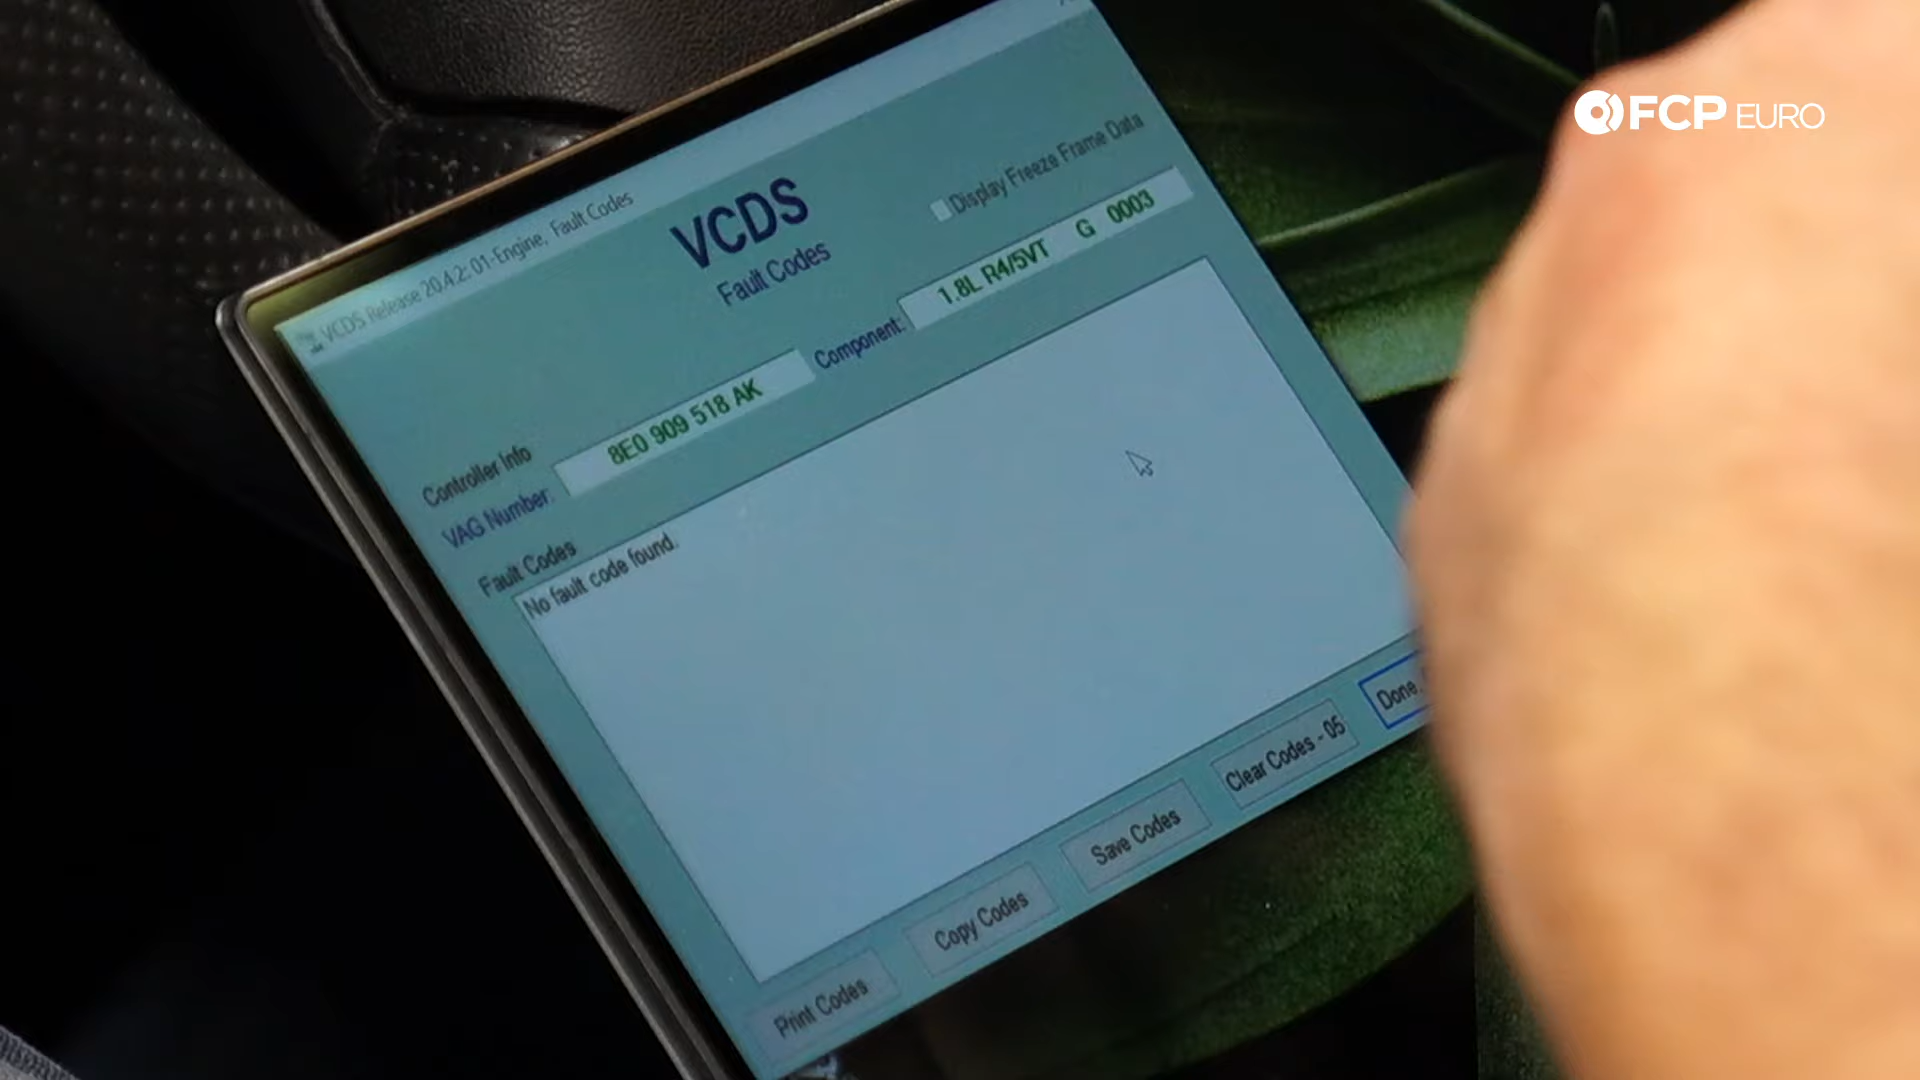 FCP EURO
VCDS Release 20.4.2: 01-Engine, Fault Codes
VCDS
Fault Codes
Display Freeze Frame Data
Controller Info
VAG Number:
8E0 909 518 AK
Component:
1.8L R4/5VT G 0003
Fault Codes
No fault code found.
Print Codes
Copy Codes
Save Codes
Clear Codes - 05
Done,